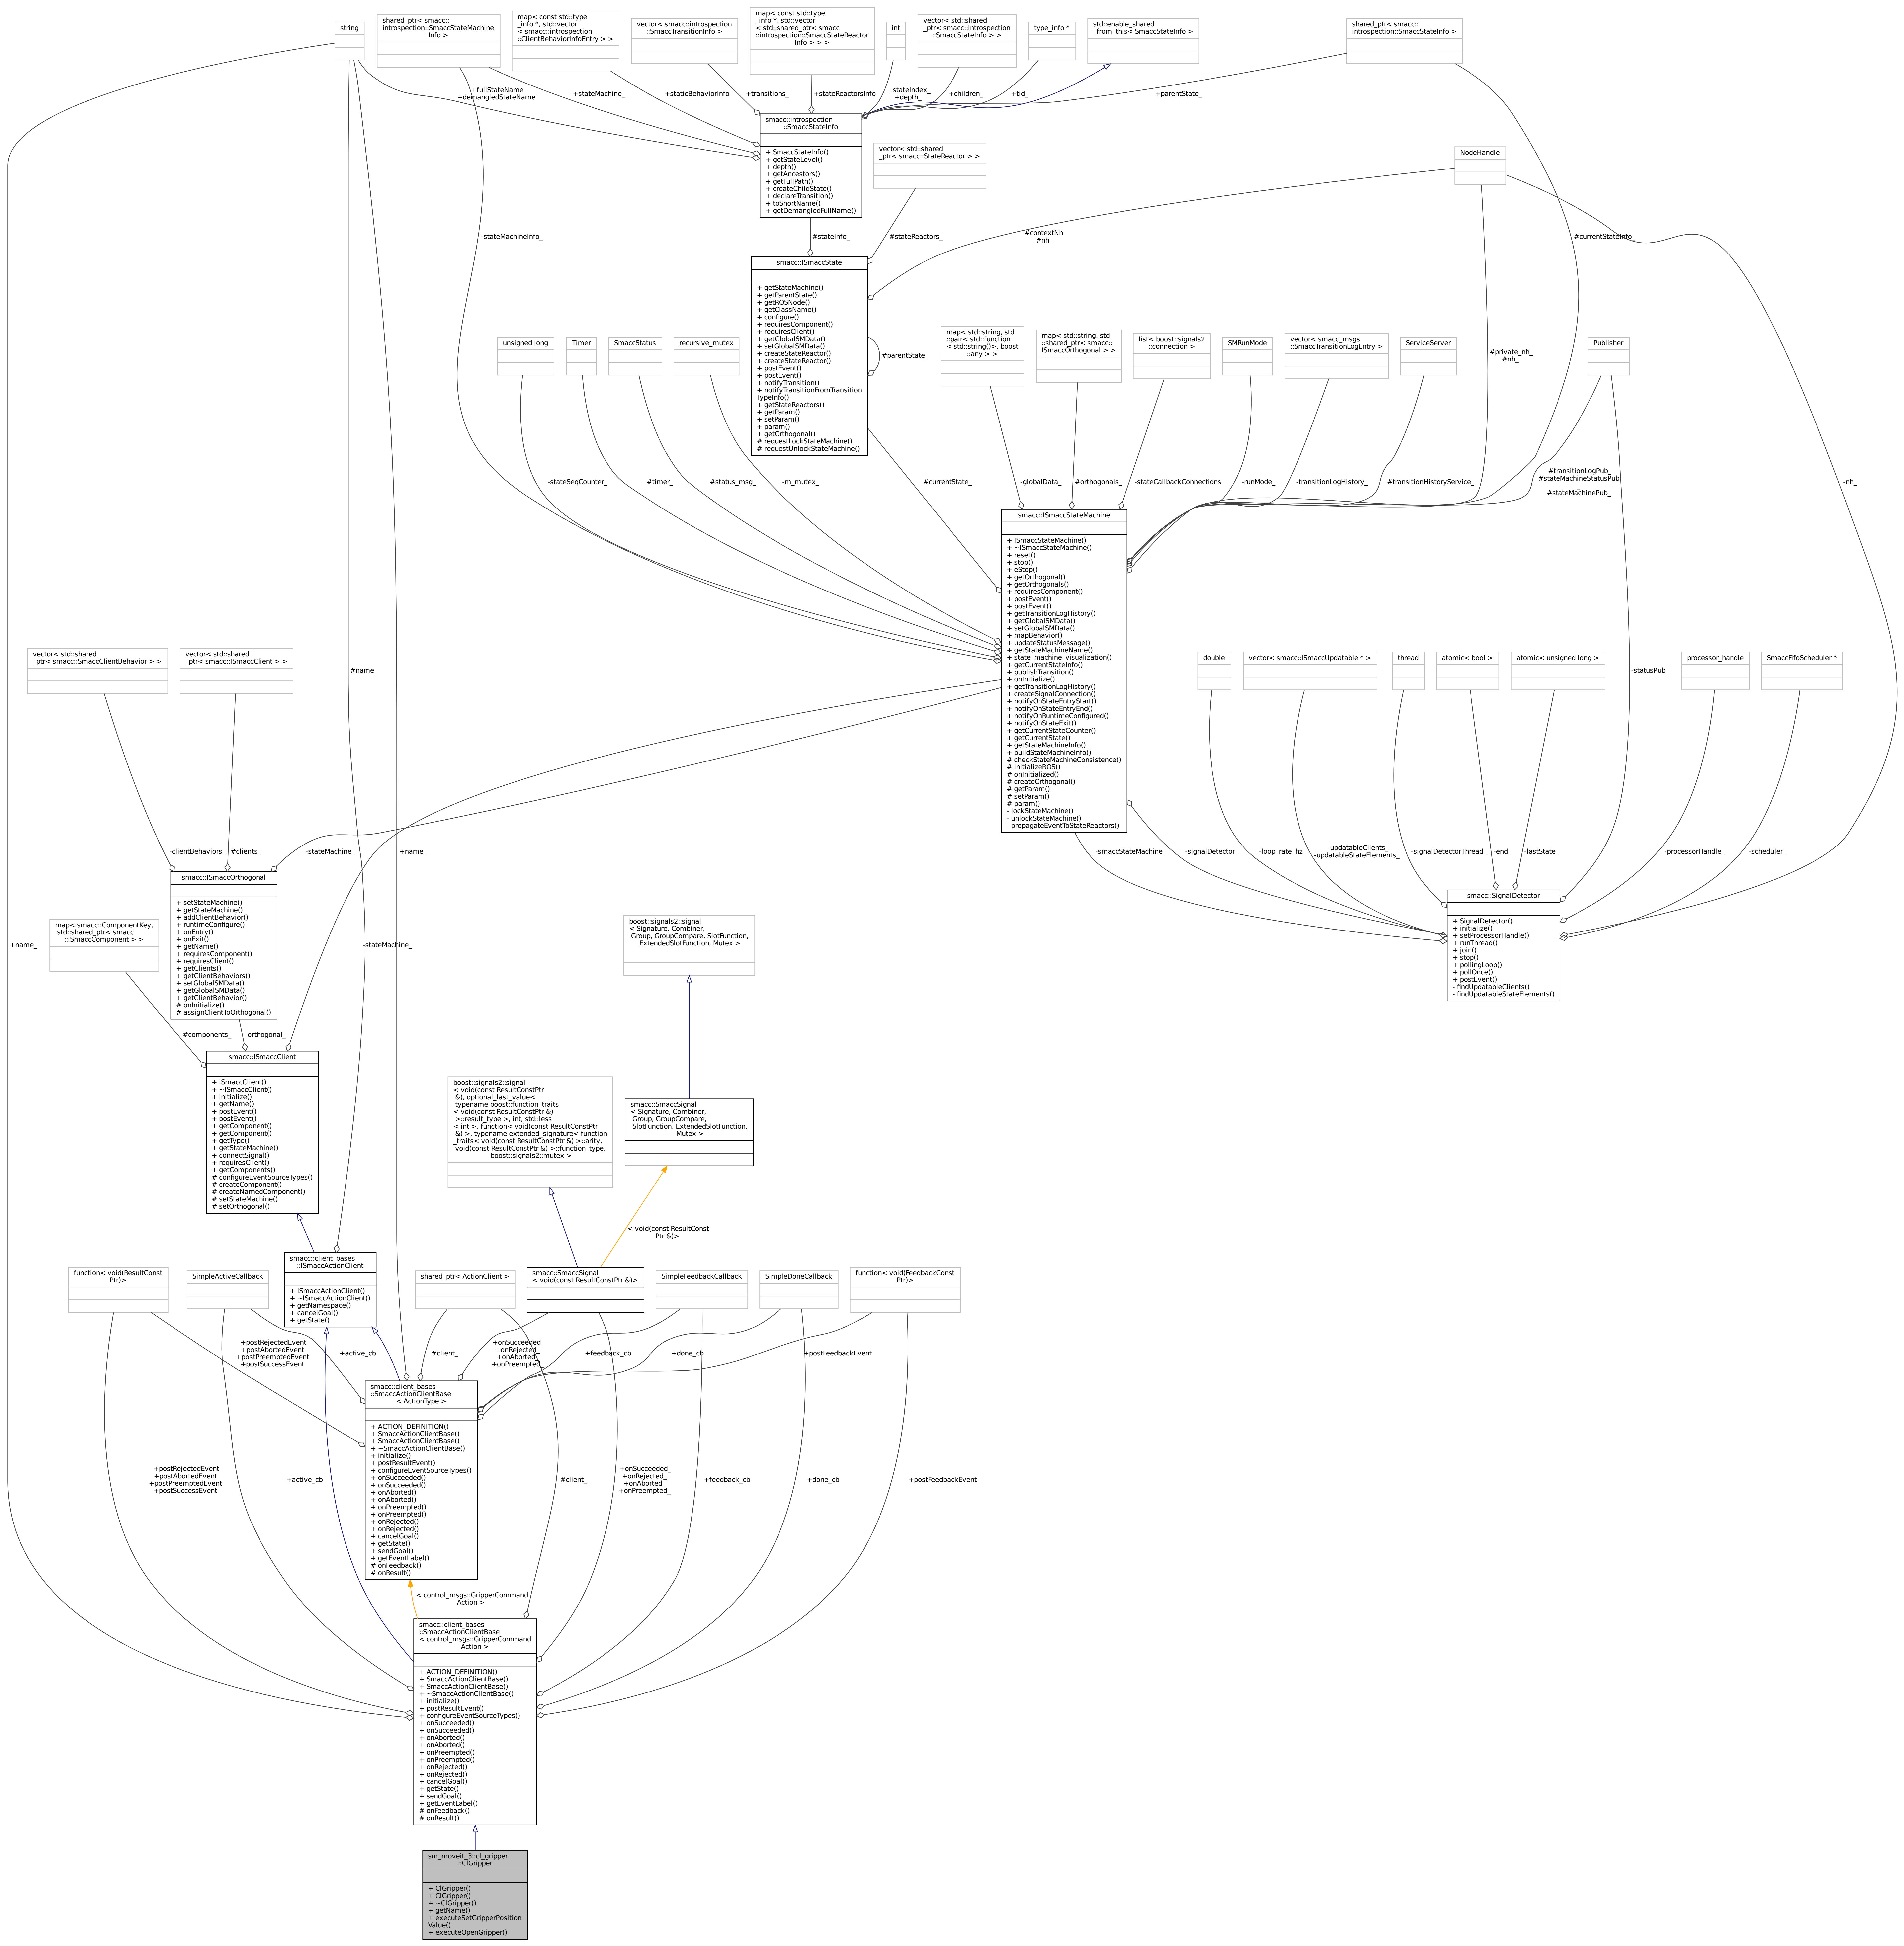 string
shared_ptr< smacc::
introspection::SmaccStateMachine
Info >
map< const std::type
_info *, std::vector
< smacc::introspection
::ClientBehaviorInfoEntry > >
vector< smacc::introspection
::SmaccTransitionInfo >
map< const std::type
_info *, std::vector
< std::shared_ptr< smacc
::introspection::SmaccStateReactor
Info > > >
int
vector< std::shared
_ptr< smacc::introspection
::SmaccStateInfo > >
type_info *
std::enable_shared
_from_this< SmaccStateInfo >
shared_ptr< smacc::
introspection::SmaccStateInfo >
+fullStateName
+demangledStateName
+stateMachine_
+staticBehaviorInfo
+transitions_
+stateReactorsInfo
+stateIndex_
+depth_
+children_
+tid_
+parentState_
smacc::introspection
::SmaccStateInfo
+ SmaccStateInfo()
+ getStateLevel()
+ depth()
+ getAncestors()
+ getFullPath()
+ createChildState()
+ declareTransition()
+ toShortName()
+ getDemangledFullName()
vector< std::shared
_ptr< smacc::StateReactor > >
NodeHandle
-stateMachineInfo_
#stateInfo_
#stateReactors_
#contextNh
#nh
#currentStateInfo_
smacc::ISmaccState
+ getStateMachine()
+ getParentState()
+ getROSNode()
+ getClassName()
+ configure()
+ requiresComponent()
+ requiresClient()
+ getGlobalSMData()
+ setGlobalSMData()
+ createStateReactor()
+ createStateReactor()
+ postEvent()
+ postEvent()
+ notifyTransition()
+ notifyTransitionFromTransition
TypeInfo()
+ getStateReactors()
+ getParam()
+ setParam()
+ param()
+ getOrthogonal()
# requestLockStateMachine()
# requestUnlockStateMachine()
#parentState_
unsigned long
Timer
SmaccStatus
recursive_mutex
map< std::string, std
::pair< std::function
< std::string()>, boost
::any > >
map< std::string, std
::shared_ptr< smacc::
ISmaccOrthogonal > >
list< boost::signals2
::connection >
SMRunMode
vector< smacc_msgs
::SmaccTransitionLogEntry >
ServiceServer
#private_nh_
#nh_
Publisher
-stateSeqCounter_
#timer_
#status_msg_
-m_mutex_
#currentState_
-globalData_
#orthogonals_
-stateCallbackConnections
-runMode_
-transitionLogHistory_
#transitionHistoryService_
#transitionLogPub_
#stateMachineStatusPub
_
#stateMachinePub_
-nh_
smacc::ISmaccStateMachine
+ ISmaccStateMachine()
+ ~ISmaccStateMachine()
+ reset()
+ stop()
+ eStop()
+ getOrthogonal()
+ getOrthogonals()
+ requiresComponent()
+ postEvent()
+ postEvent()
+ getTransitionLogHistory()
+ getGlobalSMData()
+ setGlobalSMData()
+ mapBehavior()
+ updateStatusMessage()
+ getStateMachineName()
+ state_machine_visualization()
+ getCurrentStateInfo()
+ publishTransition()
+ onInitialize()
+ getTransitionLogHistory()
+ createSignalConnection()
+ notifyOnStateEntryStart()
+ notifyOnStateEntryEnd()
+ notifyOnRuntimeConfigured()
+ notifyOnStateExit()
+ getCurrentStateCounter()
+ getCurrentState()
+ getStateMachineInfo()
+ buildStateMachineInfo()
# checkStateMachineConsistence()
# initializeROS()
# onInitialized()
# createOrthogonal()
# getParam()
# setParam()
# param()
- lockStateMachine()
- unlockStateMachine()
- propagateEventToStateReactors()
vector< std::shared
_ptr< smacc::SmaccClientBehavior > >
vector< std::shared
_ptr< smacc::ISmaccClient > >
#name_
double
vector< smacc::ISmaccUpdatable * >
thread
atomic< bool >
atomic< unsigned long >
-statusPub_
processor_handle
SmaccFifoScheduler *
-clientBehaviors_
#clients_
-stateMachine_
+name_
-smaccStateMachine_
-signalDetector_
-loop_rate_hz
-updatableClients_
-updatableStateElements_
-signalDetectorThread_
-end_
-lastState_
-processorHandle_
-scheduler_
smacc::ISmaccOrthogonal
+ setStateMachine()
+ getStateMachine()
+ addClientBehavior()
+ runtimeConfigure()
+ onEntry()
+ onExit()
+ getName()
+ requiresComponent()
+ requiresClient()
+ getClients()
+ getClientBehaviors()
+ setGlobalSMData()
+ getGlobalSMData()
+ getClientBehavior()
# onInitialize()
# assignClientToOrthogonal()
smacc::SignalDetector
+ SignalDetector()
+ initialize()
+ setProcessorHandle()
+ runThread()
+ join()
+ stop()
+ pollingLoop()
+ pollOnce()
+ postEvent()
- findUpdatableClients()
- findUpdatableStateElements()
map< smacc::ComponentKey,
std::shared_ptr< smacc
::ISmaccComponent > >
boost::signals2::signal
< Signature, Combiner,
Group, GroupCompare, SlotFunction,
ExtendedSlotFunction, Mutex >
+name_
-stateMachine_
#components_
-orthogonal_
smacc::ISmaccClient
+ ISmaccClient()
+ ~ISmaccClient()
+ initialize()
+ getName()
+ postEvent()
+ postEvent()
+ getComponent()
+ getComponent()
+ getType()
+ getStateMachine()
+ connectSignal()
+ requiresClient()
+ getComponents()
# configureEventSourceTypes()
# createComponent()
# createNamedComponent()
# setStateMachine()
# setOrthogonal()
boost::signals2::signal
< void(const ResultConstPtr
&), optional_last_value<
typename boost::function_traits
< void(const ResultConstPtr &)
>::result_type >, int, std::less
< int >, function< void(const ResultConstPtr
&) >, typename extended_signature< function
_traits< void(const ResultConstPtr &) >::arity,
void(const ResultConstPtr &) >::function_type,
boost::signals2::mutex >
smacc::SmaccSignal
< Signature, Combiner,
Group, GroupCompare,
SlotFunction, ExtendedSlotFunction,
Mutex >
< void(const ResultConst
Ptr &)>
smacc::client_bases
::ISmaccActionClient
+ ISmaccActionClient()
+ ~ISmaccActionClient()
+ getNamespace()
+ cancelGoal()
+ getState()
function< void(ResultConst
Ptr)>
SimpleActiveCallback
shared_ptr< ActionClient >
smacc::SmaccSignal
< void(const ResultConstPtr &)>
SimpleFeedbackCallback
SimpleDoneCallback
function< void(FeedbackConst
Ptr)>
+postRejectedEvent
+postAbortedEvent
+postPreemptedEvent
+postSuccessEvent
+active_cb
#client_
+onSucceeded_
+onRejected_
+onAborted_
+onPreempted_
+feedback_cb
+done_cb
+postFeedbackEvent
smacc::client_bases
::SmaccActionClientBase
< ActionType >
+ ACTION_DEFINITION()
+ SmaccActionClientBase()
+ SmaccActionClientBase()
+ ~SmaccActionClientBase()
+ initialize()
+ postResultEvent()
+ configureEventSourceTypes()
+ onSucceeded()
+ onSucceeded()
+ onAborted()
+ onAborted()
+ onPreempted()
+ onPreempted()
+ onRejected()
+ onRejected()
+ cancelGoal()
+ getState()
+ sendGoal()
+ getEventLabel()
# onFeedback()
# onResult()
+postRejectedEvent
+postAbortedEvent
+postPreemptedEvent
+postSuccessEvent
+active_cb
#client_
+onSucceeded_
+onRejected_
+onAborted_
+onPreempted_
+feedback_cb
+done_cb
+postFeedbackEvent
< control_msgs::GripperCommand
Action >
smacc::client_bases
::SmaccActionClientBase
< control_msgs::GripperCommand
Action >
+ ACTION_DEFINITION()
+ SmaccActionClientBase()
+ SmaccActionClientBase()
+ ~SmaccActionClientBase()
+ initialize()
+ postResultEvent()
+ configureEventSourceTypes()
+ onSucceeded()
+ onSucceeded()
+ onAborted()
+ onAborted()
+ onPreempted()
+ onPreempted()
+ onRejected()
+ onRejected()
+ cancelGoal()
+ getState()
+ sendGoal()
+ getEventLabel()
# onFeedback()
# onResult()
sm_moveit_3::cl_gripper
::ClGripper
+ ClGripper()
+ ClGripper()
+ ~ClGripper()
+ getName()
+ executeSetGripperPosition
Value()
+ executeOpenGripper()